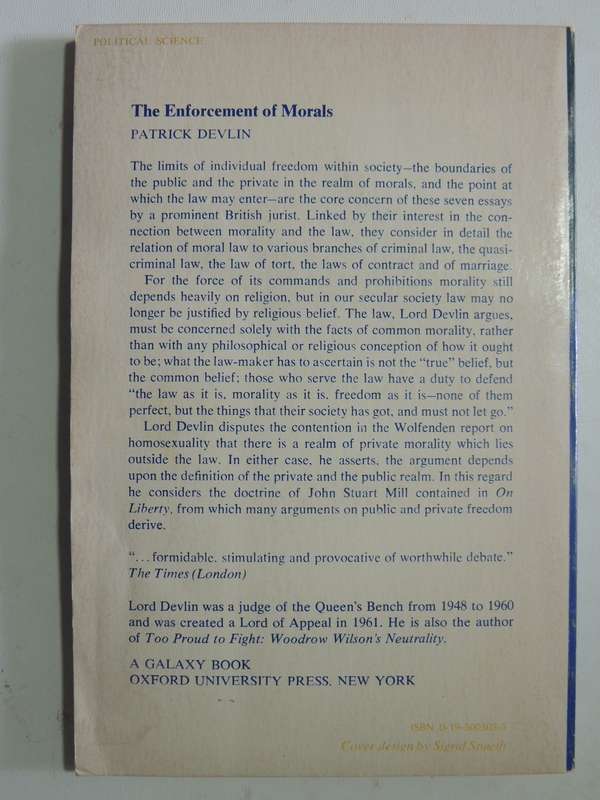 POLITICAL SCIENCE
The Enforcement of Morals
PATRICK DEVLIN
The limits of individual freedom within society—the boundaries of
the public and the private in the realm of morals, and the point at
which the law may enter—are the core concern of these seven essays
by a prominent British jurist. Linked by their interest in the con-
nection between morality and the law, they consider in detail the
relation of moral law to various branches of criminal law, the quasi-
criminal law, the law of tort, the laws of contract and of marriage.
For the force of its commands and prohibitions morality still
depends heavily on religion, but in our secular society law may no
longer be justified by religious belief. The law, Lord Devlin argues,
must be concerned solely with the facts of common morality, rather
than with any philosophical or religious conception of how it ought
to be; what the law-maker has to ascertain is not the “true” belief, but
the common belief; those who serve the law have a duty to defend
“the law as it is, morality as it is, freedom as it is—none of them
perfect, but the things that their society has got, and must not let go.”
Lord Devlin disputes the contention in the Wolfenden report on
homosexuality that there is a realm of private morality which lies
outside the law. In either case, he asserts, the argument depends
upon the definition of the private and the public realm. In this regard
he considers the doctrine of John Stuart Mill contained in On
Liberty, from which many arguments on public and private freedom
derive.
“... formidable, stimulating and provocative of worthwhile debate.”
The Times (London)
Lord Devlin was a judge of the Queen's Bench from 1948 to 1960
and was created a Lord of Appeal in 1961. He is also the author
of Too Proud to Fight: Woodrow Wilson's Neutrality.
A GALAXY BOOK
OXFORD UNIVERSITY PRESS, NEW YORK
ISBN
Cover design by Sigrid